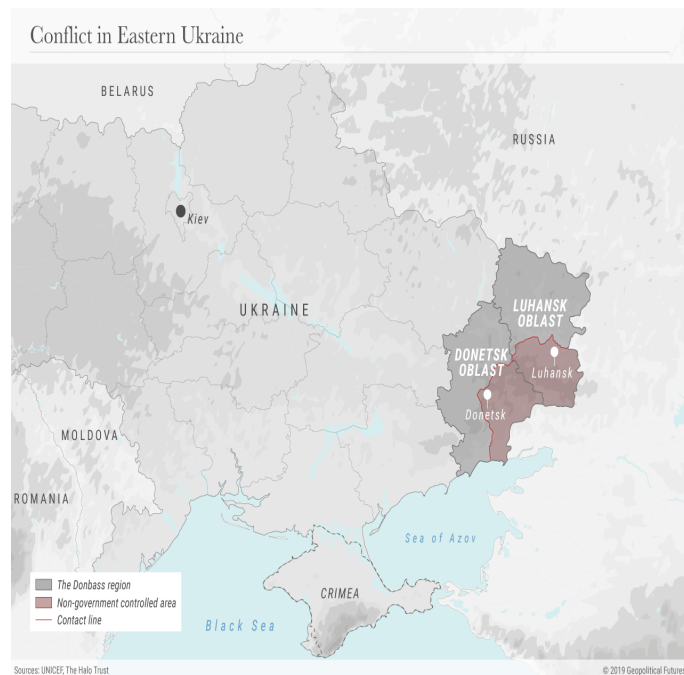 Conflict in Eastern Ukraine
BELARUS
RUSSIA
Kiev
UKRAINE
LUHANSK
OBLAST
DONETSK
OBLAST
Luhansk
Donetsk
MOLDOVA
ROMANIA
Sea of Azov
CRIMEA
Black Sea
The Donbass region
Non-government controlled area
Contact line
Sources: UNICEF, The Halo Trust
© 2019 Geopolitical Futures